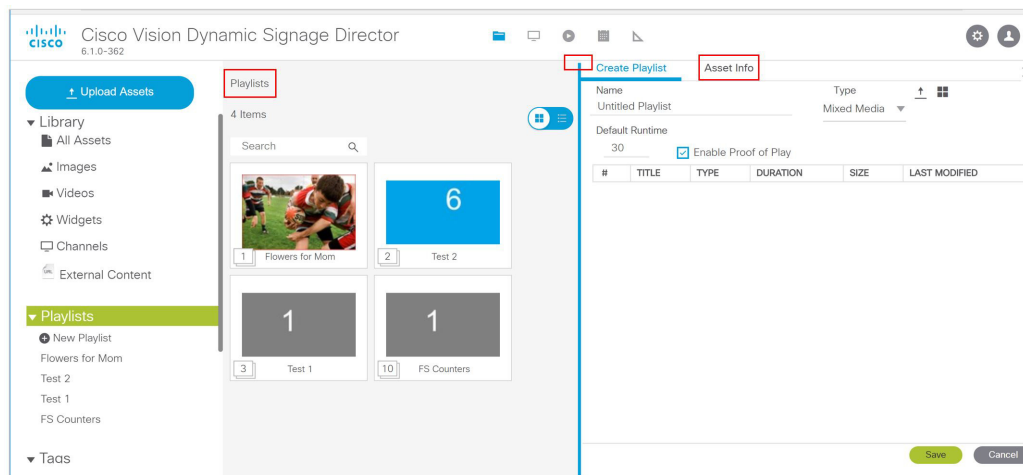 CISCO
Cisco Vision Dynamic Signage Director
6.1.0-362
Upload Assets
Library
All Assets
Images
Videos
Widgets
Channels
URL
External Content
Playlists
New Playlist
Flowers for Mom
Test 2
Test 1
FS Counters
Tags
Playlists
4 Items
Search
1
Flowers for Mom
6
2
Test 2
1
3
Test 1
1
10
FS Counters
Create Playlist
Asset Info
Name
Type
Untitled Playlist
Mixed Media
Default Runtime
30
Enable Proof of Play
# TITLE TYPE DURATION SIZE LAST MODIFIED
Save
Cancel